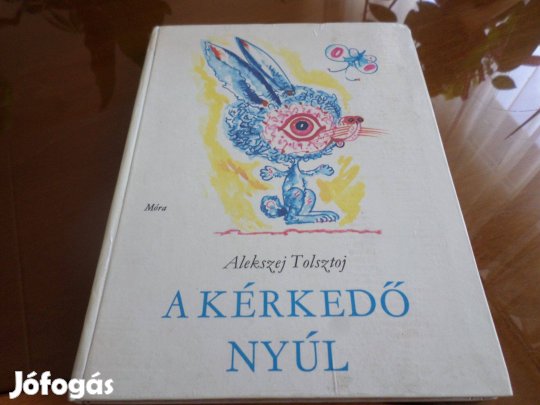 Móra
Alekszej Tolsztoj
A KÉRKEDŐ
NYÚL
Jófogás